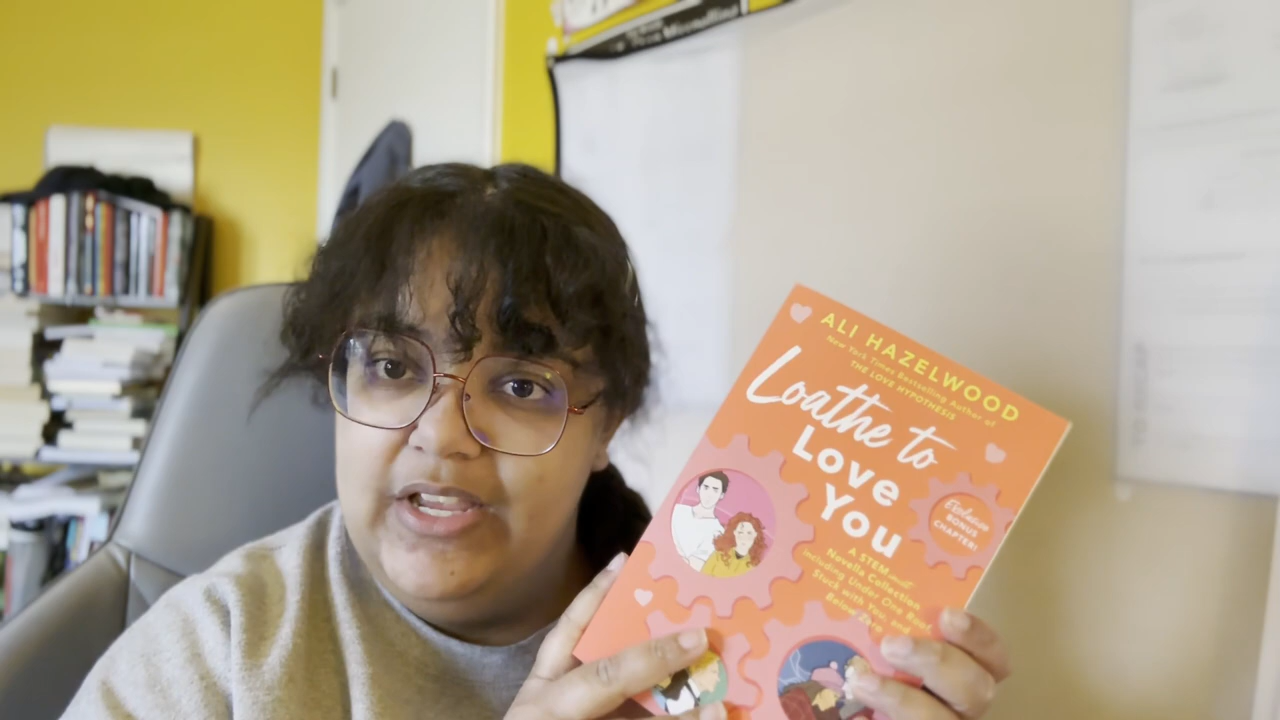 ALI HAZELWOOD
New York Times Bestselling Author of
THE LOVE HYPOTHESIS
Loathe to
Love
You
Exclusive
BONUS
CHAPTER!
A STEMinist
Novella Collection
including Under One Roof,
Stuck with You, and
Below Zero